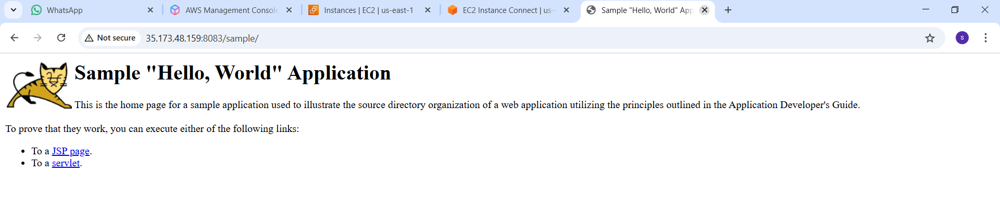 WhatsApp
AWS Management Console
Instances | EC2 | us-east-1
EC2 Instance Connect | us-
Sample "Hello, World" App
Not secure
35.173.48.159:8083/sample/
S
Sample "Hello, World" Application
This is the home page for a sample application used to illustrate the source directory organization of a web application utilizing the principles outlined in the Application Developer's Guide.
To prove that they work, you can execute either of the following links:
• To a JSP page.
• To a servlet.